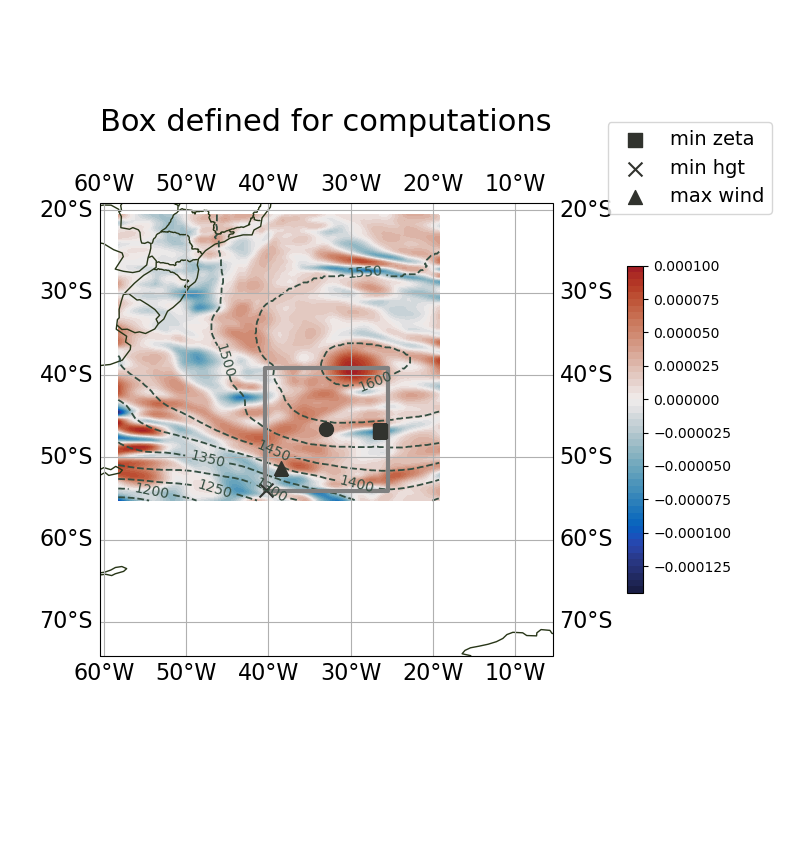 Box defined for computations
min zeta
min hgt
max wind
60°W 50°W 40°W 30°W 20°W 10°W
20°S 20°S
1550
0.000100
30°S 30°S
0.000075
0.000050
1500
40°S 1600 40°S
0.000025
0.000000
−0.000025
1450
1350
50°S 50°S
−0.000050
1200 1250 1300 1400
−0.000075
60°S 60°S
−0.000100
−0.000125
70°S 70°S
60°W 50°W 40°W 30°W 20°W 10°W